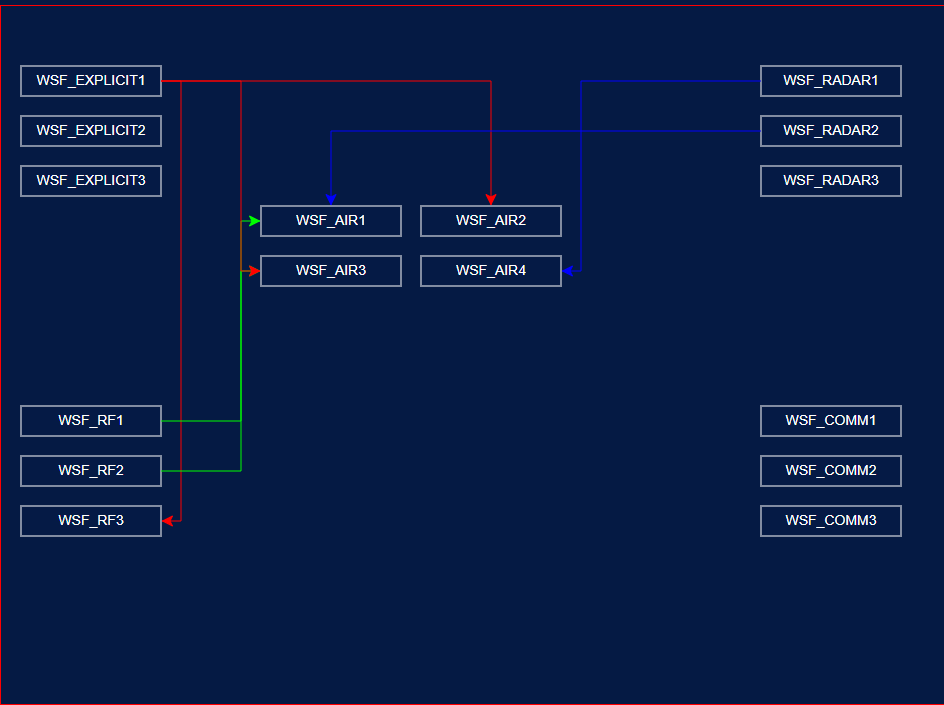 WSF_EXPLICIT1
WSF_RADAR1
WSF_EXPLICIT2
WSF_RADAR2
WSF_EXPLICIT3
WSF_RADAR3
WSF_AIR1
WSF_AIR2
WSF_AIR3
WSF_AIR4
WSF_RF1
WSF_COMM1
WSF_RF2
WSF_COMM2
WSF_RF3
WSF_COMM3